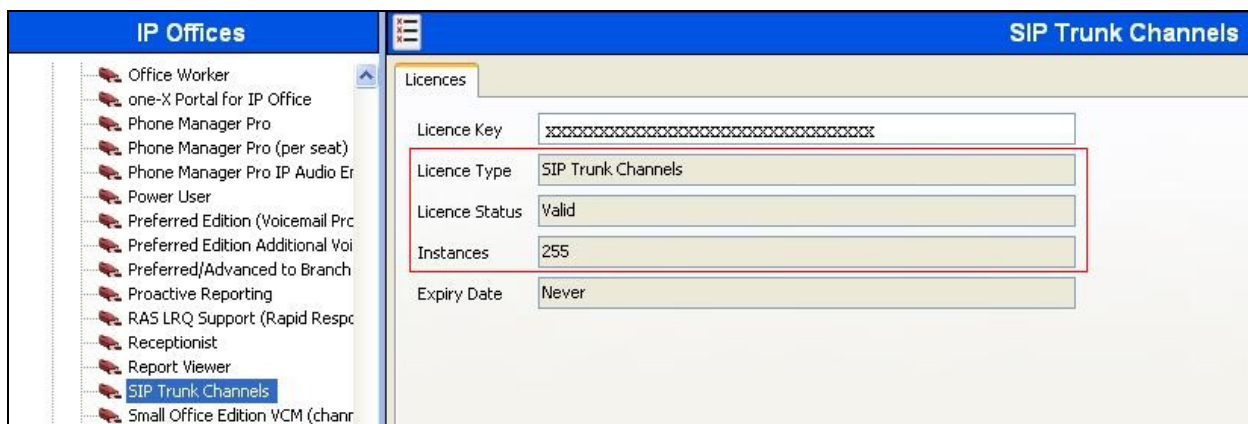 IP Offices
Office Worker
one-X Portal for IP Office
Phone Manager Pro
Phone Manager Pro (per seat)
Phone Manager Pro IP Audio Er
Power User
Preferred Edition (Voicemail Pro
Preferred Edition Additional Voi
Preferred/Advanced to Branch
Proactive Reporting
RAS LRQ Support (Rapid Respo
Receptionist
Report Viewer
SIP Trunk Channels
Small Office Edition VCM (chanr
SIP Trunk Channels
Licences
Licence Key xxxxxxxxxxxxxxxxxxxxxxxxxxxxxxxxxx
Licence Type SIP Trunk Channels
Licence Status Valid
Instances 255
Expiry Date Never